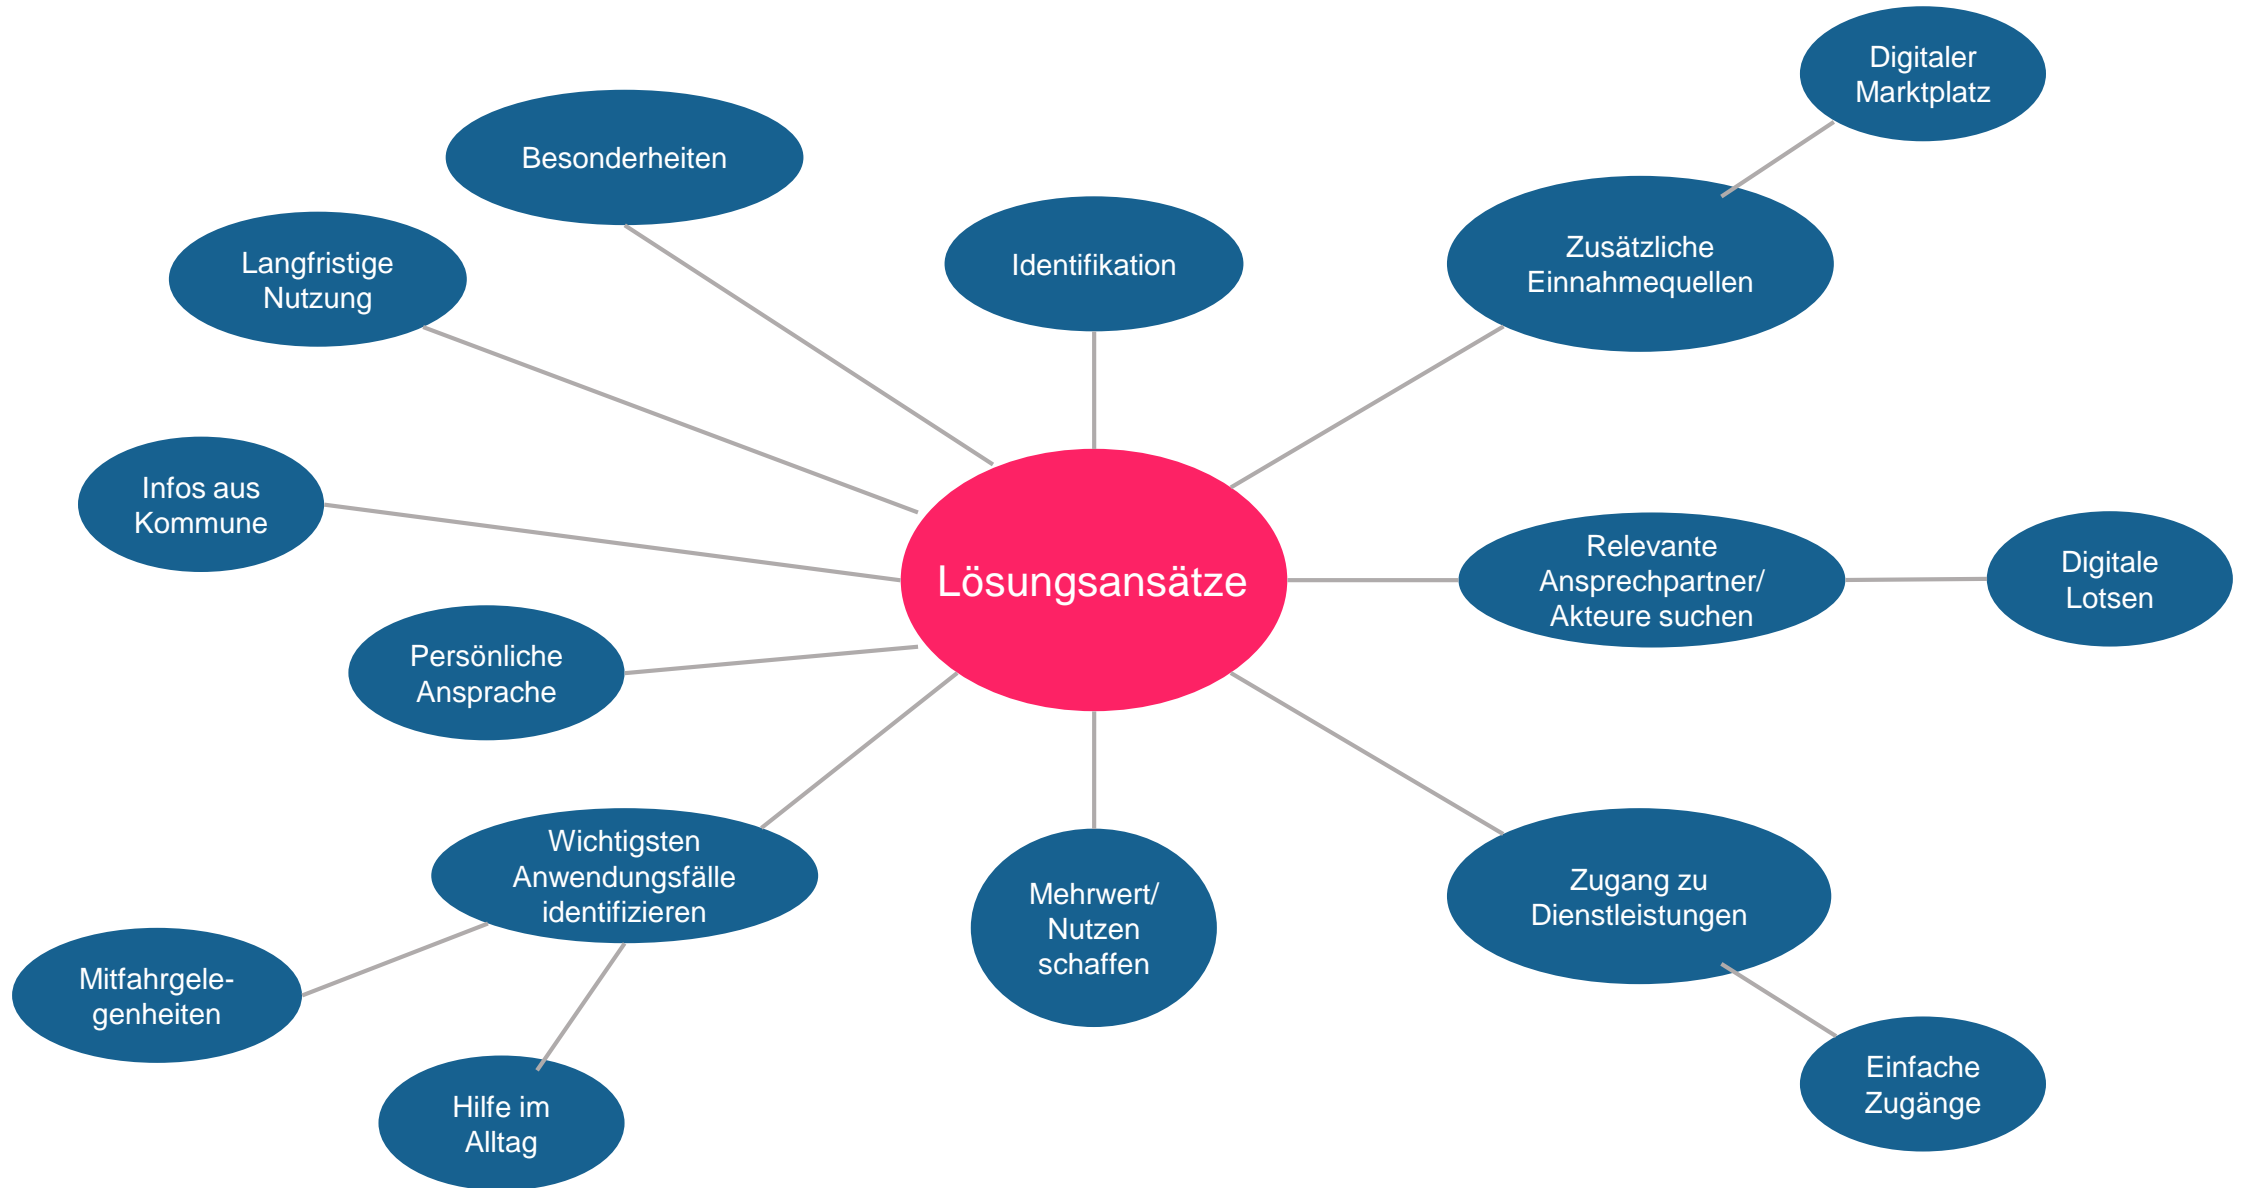 Digitaler
Marktplatz
Besonderheiten
Identifikation
Zusätzliche
Einnahmequellen
Langfristige
Nutzung
Infos aus
Kommune
Lösungsansätze
Relevante
Ansprechpartner/
Akteure suchen
Digitale
Lotsen
Persönliche
Ansprache
Wichtigsten
Anwendungsfälle
identifizieren
Mehrwert/
Nutzen
schaffen
Zugang zu
Dienstleistungen
Mitfahrgele-
genheiten
Hilfe im
Alltag
Einfache
Zugänge